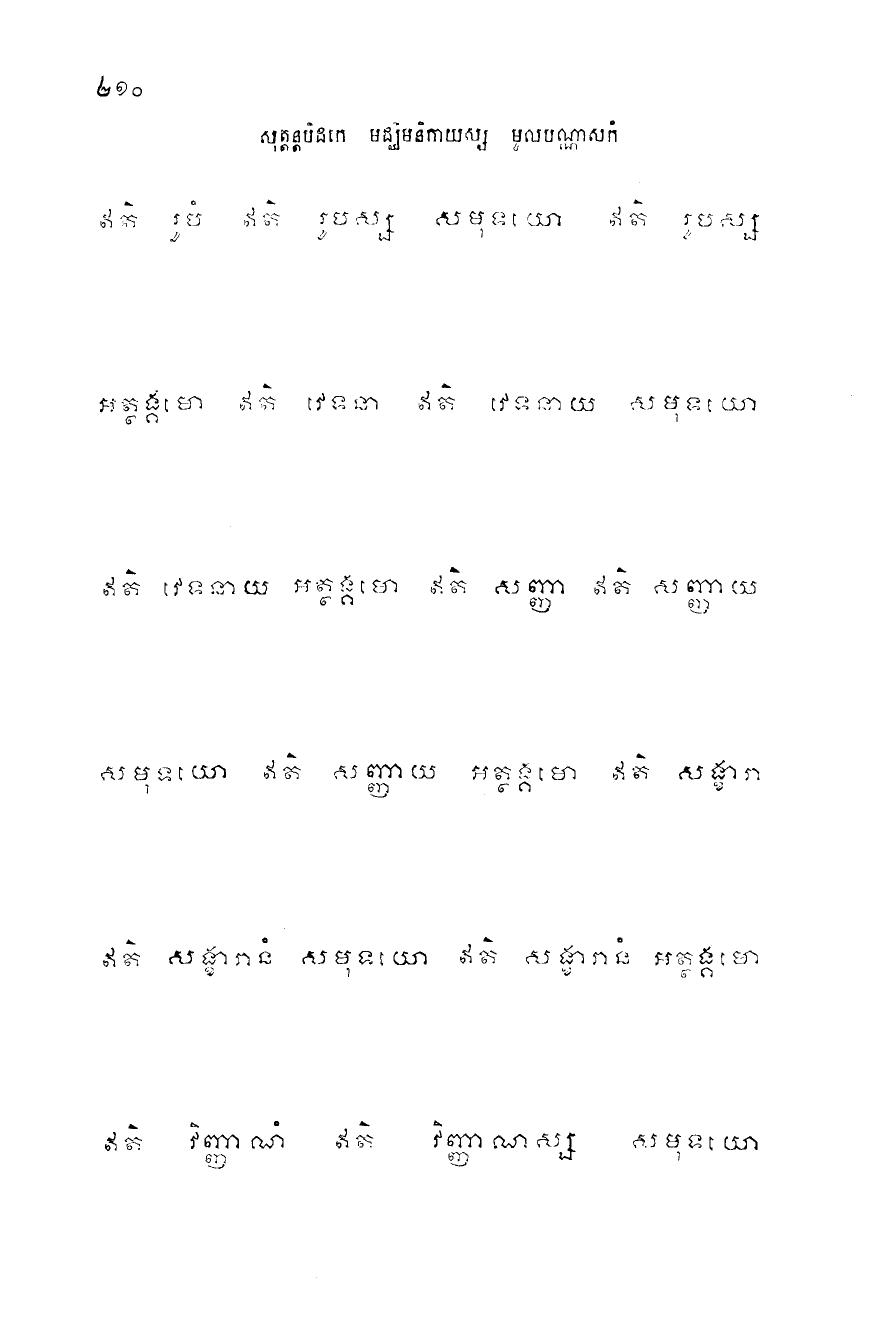 ២១០
សុត្តន្តបិដកេ មជ្ឈិមនិកាយស្ស មូលបណ្ណាសកំ
ឥតិ រូបំ ឥតិ រូបស្ស សមុទយោ ឥតិ រូបស្ស
អត្ថង្គមោ ឥតិ វេទនា ឥតិ វេទនាយ សមុទយោ
ឥតិ វេទនាយ អត្ថង្គមោ ឥតិ សញ្ញា ឥតិ សញ្ញាយ
សមុទយោ ឥតិ សញ្ញាយ អត្ថង្គមោ ឥតិ សង្ខារា
ឥតិ សង្ខារានំ សមុទយោ ឥតិ សង្ខារានំ អត្ថង្គមោ
ឥតិ វិញ្ញាណំ ឥតិ វិញ្ញាណស្ស សមុទយោ